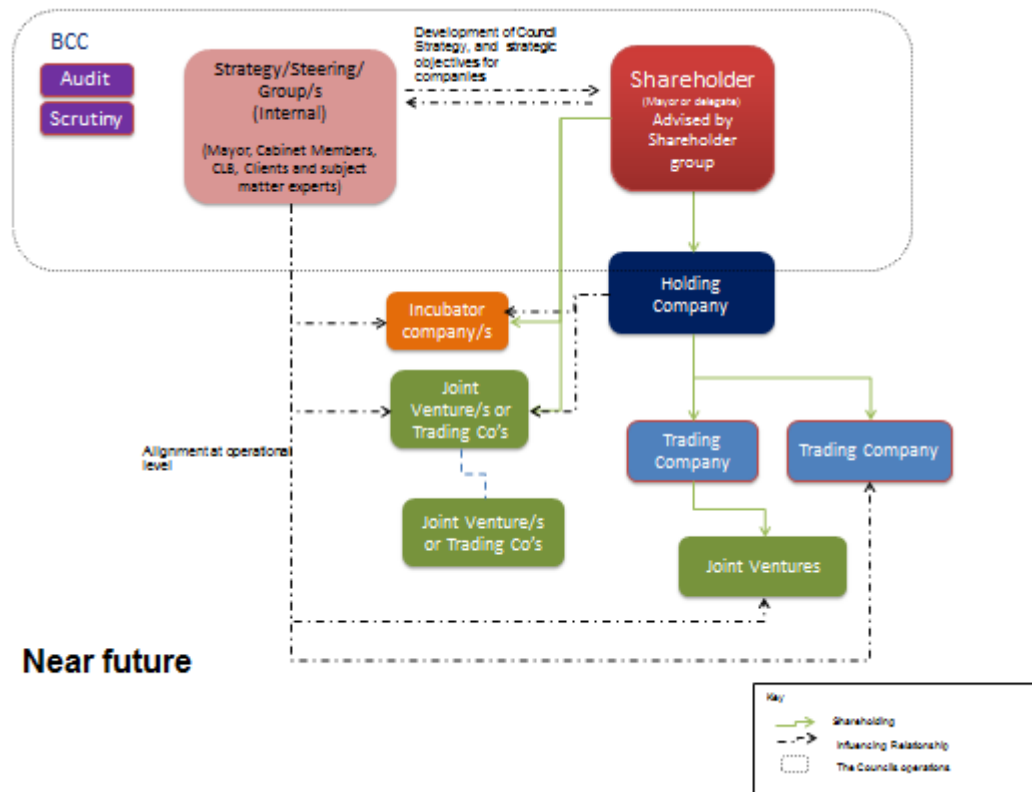 BCC
Audit
Scrutiny
Strategy/Steering/
Group/s
(Internal)
(Mayor, Cabinet Members,
CLB, Clients and subject
matter experts)
Development of Council
Strategy, and strategic
objectives for
companies
Shareholder
(Mayor or delegate)
Advised by
Shareholder
group
Holding
Company
Incubator
company/s
Joint
Venture/s or
Trading Co's
Alignment at operational
level
Trading
Company
Trading Company
Joint Venture/s
or Trading Co's
Joint Ventures
Near future
Key
Shareholding
Influencing Relationship
The Councils operations